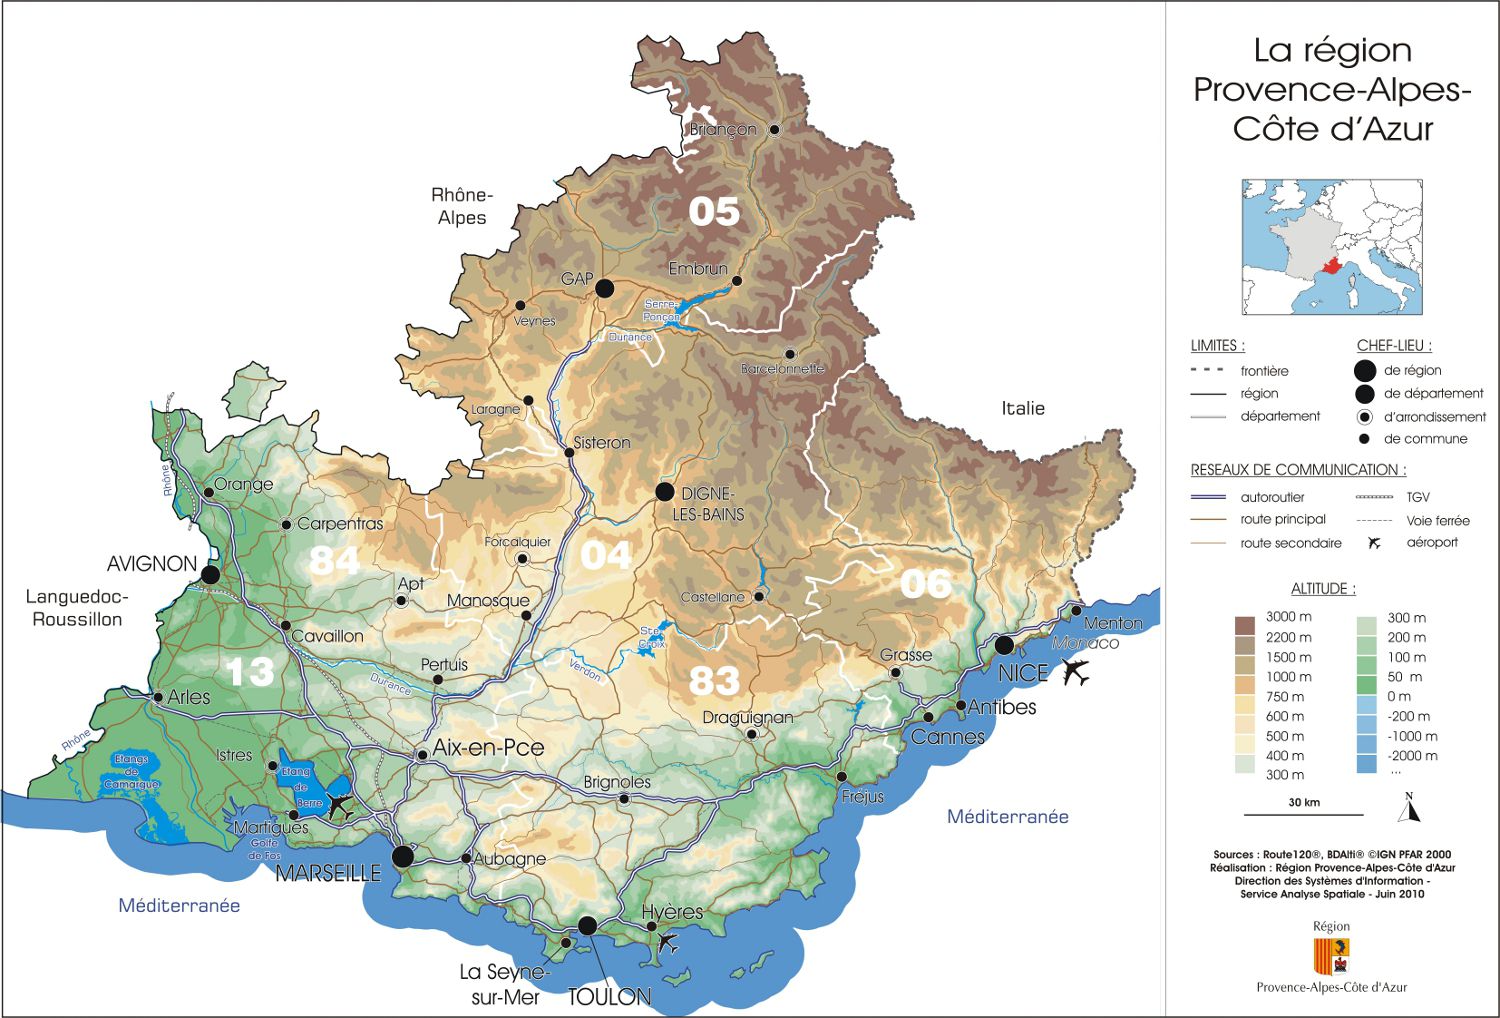 La région
Provence-Alpes-
Côte d'Azur
LIMITES :
frontière
région
département
CHEF-LIEU :
de région
de département
d'arrondissement
de commune
RESEAUX DE COMMUNICATION :
autoroutier
route principal
route secondaire
TGV
Voie ferrée
aéroport
ALTITUDE :
3000 m
2200 m
1500 m
1000 m
750 m
600 m
500 m
400 m
300 m
300 m
200 m
100 m
50 m
0 m
-200 m
-1000 m
-2000 m
...
30 km
N
Sources : Route120®, BDAlti® ©IGN PFAR 2000
Réalisation : Région Provence-Alpes-Côte d'Azur
Direction des Systèmes d'Information -
Service Analyse Spatiale - Juin 2010
Région
Provence-Alpes-Côte d'Azur
Rhône-
Alpes
Briançon
05
Embrun
GAP
Serre-
Ponçon
Veynes
Durance
Barcelonnette
Laragne
Italie
Sisteron
Rhône
Orange
DIGNE-
LES-BAINS
Carpentras
Forcalquier
04
84
AVIGNON
06
Apt
Castellane
Manosque
Languedoc-
Roussillon
Menton
Cavaillon
Ste-
Croix
Monaco
Grasse
Pertuis
Verdon
NICE
13
Durance
83
Arles
Antibes
Draguignan
Cannes
Rhône
Aix-en-Pce
Istres
Etangs
de
Camargue
Etang
de
Berre
Brignoles
Fréjus
Méditerranée
Martigues
Golfe
de Fos
Aubagne
MARSEILLE
Méditerranée
Hyères
La Seyne-
sur-Mer
TOULON